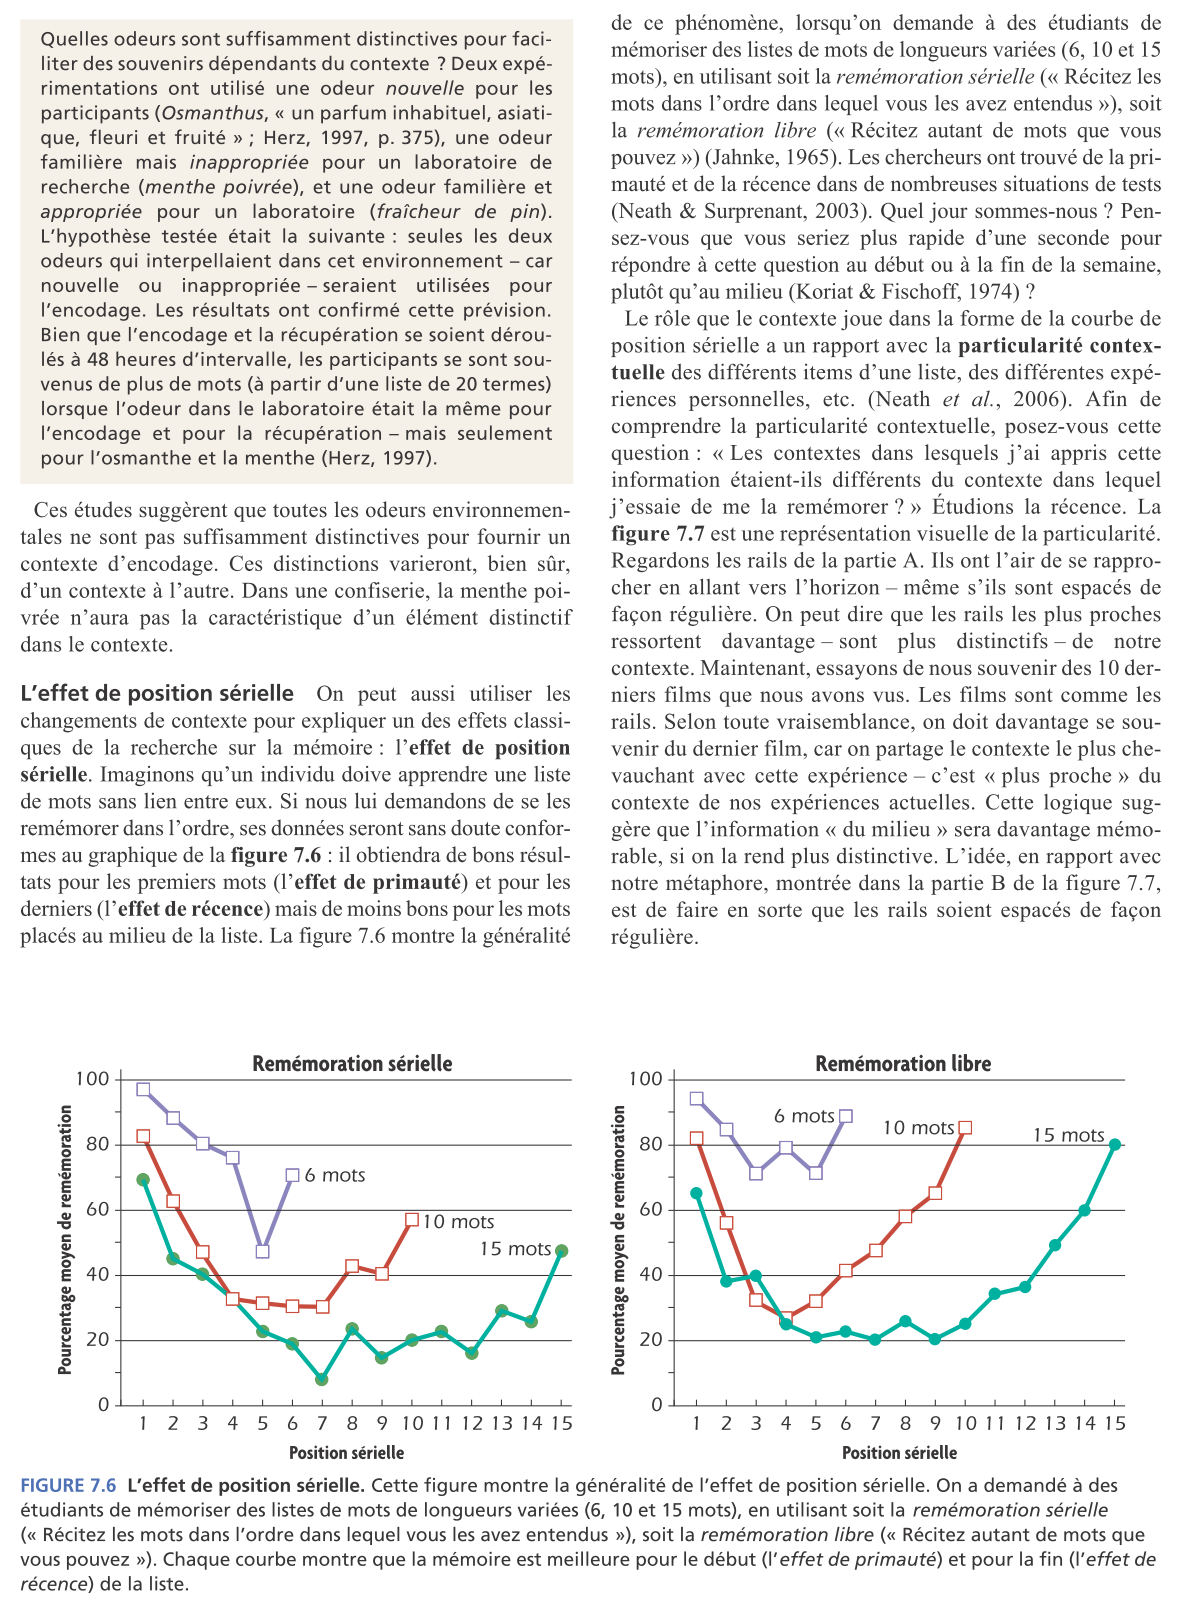 Quelles odeurs sont suffisamment distinctives pour faci-
liter des souvenirs dépendants du contexte ? Deux expé-
rimentations ont utilisé une odeur nouvelle pour les
participants (Osmanthus, « un parfum inhabituel, asiati-
que, fleuri et fruité » ; Herz, 1997, p. 375), une odeur
familière mais inappropriée pour un laboratoire de
recherche (menthe poivrée), et une odeur familière et
appropriée pour un laboratoire (fraîcheur de pin).
L’hypothèse testée était la suivante : seules les deux
odeurs qui interpellaient dans cet environnement – car
nouvelle ou inappropriée – seraient utilisées pour
l’encodage. Les résultats ont confirmé cette prévision.
Bien que l’encodage et la récupération se soient dérou-
lés à 48 heures d’intervalle, les participants se sont sou-
venus de plus de mots (à partir d’une liste de 20 termes)
lorsque l’odeur dans le laboratoire était la même pour
l’encodage et pour la récupération – mais seulement
pour l’osmanthe et la menthe (Herz, 1997).
Ces études suggèrent que toutes les odeurs environnemen-
tales ne sont pas suffisamment distinctives pour fournir un
contexte d’encodage. Ces distinctions varieront, bien sûr,
d’un contexte à l’autre. Dans une confiserie, la menthe poi-
vrée n’aura pas la caractéristique d’un élément distinctif
dans le contexte.
L’effet de position sérielle On peut aussi utiliser les
changements de contexte pour expliquer un des effets classi-
ques de la recherche sur la mémoire : l’effet de position
sérielle. Imaginons qu’un individu doive apprendre une liste
de mots sans lien entre eux. Si nous lui demandons de se les
remémorer dans l’ordre, ses données seront sans doute confor-
mes au graphique de la figure 7.6 : il obtiendra de bons résul-
tats pour les premiers mots (l’effet de primauté) et pour les
derniers (l’effet de récence) mais de moins bons pour les mots
placés au milieu de la liste. La figure 7.6 montre la généralité
de ce phénomène, lorsqu’on demande à des étudiants de
mémoriser des listes de mots de longueurs variées (6, 10 et 15
mots), en utilisant soit la remémoration sérielle (« Récitez les
mots dans l’ordre dans lequel vous les avez entendus »), soit
la remémoration libre (« Récitez autant de mots que vous
pouvez ») (Jahnke, 1965). Les chercheurs ont trouvé de la pri-
mauté et de la récence dans de nombreuses situations de tests
(Neath & Surprenant, 2003). Quel jour sommes-nous ? Pen-
sez-vous que vous seriez plus rapide d’une seconde pour
répondre à cette question au début ou à la fin de la semaine,
plutôt qu’au milieu (Koriat & Fischoff, 1974) ?
Le rôle que le contexte joue dans la forme de la courbe de
position sérielle a un rapport avec la particularité contex-
tuelle des différents items d’une liste, des différentes expé-
riences personnelles, etc. (Neath et al., 2006). Afin de
comprendre la particularité contextuelle, posez-vous cette
question : « Les contextes dans lesquels j’ai appris cette
information étaient-ils différents du contexte dans lequel
j’essaie de me la remémorer ? » Étudions la récence. La
figure 7.7 est une représentation visuelle de la particularité.
Regardons les rails de la partie A. Ils ont l’air de se rappro-
cher en allant vers l’horizon – même s’ils sont espacés de
façon régulière. On peut dire que les rails les plus proches
ressortent davantage – sont plus distinctifs – de notre
contexte. Maintenant, essayons de nous souvenir des 10 der-
niers films que nous avons vus. Les films sont comme les
rails. Selon toute vraisemblance, on doit davantage se sou-
venir du dernier film, car on partage le contexte le plus che-
vauchant avec cette expérience – c’est « plus proche » du
contexte de nos expériences actuelles. Cette logique sug-
gère que l’information « du milieu » sera davantage mémo-
rable, si on la rend plus distinctive. L’idée, en rapport avec
notre métaphore, montrée dans la partie B de la figure 7.7,
est de faire en sorte que les rails soient espacés de façon
régulière.
Remémoration sérielle
Pourcentage moyen de remémoration
100
80
60
40
20
0
6 mots
10 mots
15 mots
1 2 3 4 5 6 7 8 9 10 11 12 13 14 15
Position sérielle
Remémoration libre
Pourcentage moyen de remémoration
100
80
60
40
20
0
6 mots
10 mots
15 mots
1 2 3 4 5 6 7 8 9 10 11 12 13 14 15
Position sérielle
FIGURE 7.6 L’effet de position sérielle. Cette figure montre la généralité de l’effet de position sérielle. On a demandé à des
étudiants de mémoriser des listes de mots de longueurs variées (6, 10 et 15 mots), en utilisant soit la remémoration sérielle
(« Récitez les mots dans l’ordre dans lequel vous les avez entendus »), soit la remémoration libre (« Récitez autant de mots que
vous pouvez »). Chaque courbe montre que la mémoire est meilleure pour le début (l’effet de primauté) et pour la fin (l’effet de
récence) de la liste.